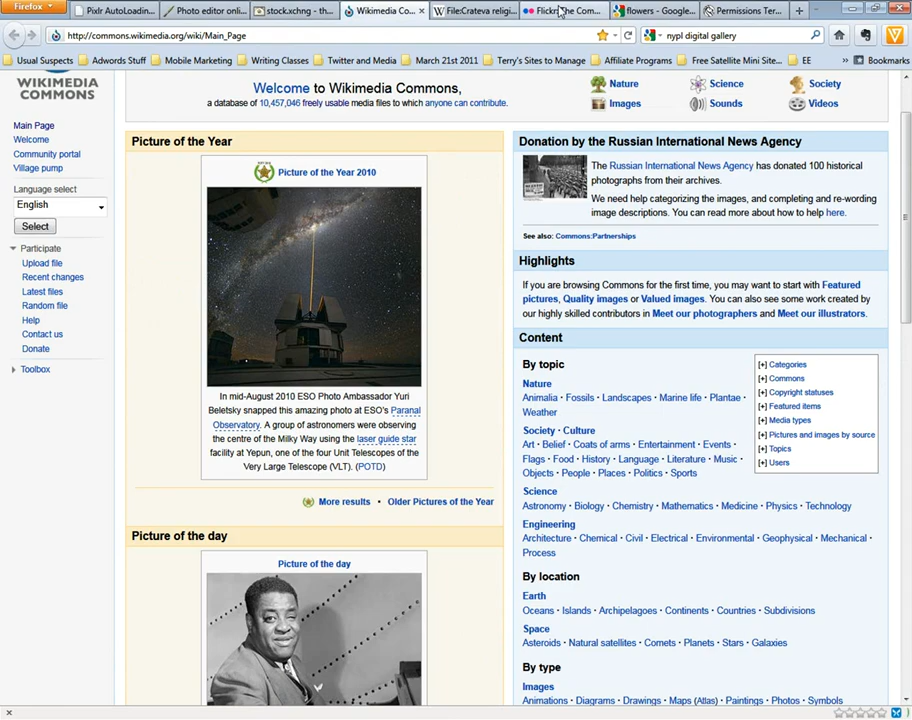 Firefox
Pixlr AutoLoadin...
Photo editor onli...
stock.xchng - th...
Wikimedia Co...
File:Crateva religi...
Flickr: The Com...
flowers - Google...
Permissions Ter...
http://commons.wikimedia.org/wiki/Main_Page
nypl digital gallery
Usual Suspects
Adwords Stuff
Mobile Marketing
Writing Classes
Twitter and Media
March 21st 2011
Terry's Sites to Manage
Affiliate Programs
Free Satellite Mini Site...
EE
Bookmarks
WIKIMEDIA
COMMONS
Main Page
Welcome
Community portal
Village pump
Language select
English
Select
Participate
Upload file
Recent changes
Latest files
Random file
Help
Contact us
Donate
Toolbox
Welcome to Wikimedia Commons,
a database of 10,457,046 freely usable media files to which anyone can contribute.
Nature
Science
Society
Images
Sounds
Videos
Picture of the Year
Picture of the Year 2010
In mid-August 2010 ESO Photo Ambassador Yuri
Beletsky snapped this amazing photo at ESO's Paranal
Observatory. A group of astronomers were observing
the centre of the Milky Way using the laser guide star
facility at Yepun, one of the four Unit Telescopes of the
Very Large Telescope (VLT). (POTD)
More results • Older Pictures of the Year
Picture of the day
Picture of the day
Donation by the Russian International News Agency
The Russian International News Agency has donated 100 historical
photographs from their archives.
We need help categorizing the images, and completing and re-
wording image descriptions. You can read more about how to help here.
See also: Commons:Partnerships
Highlights
If you are browsing Commons for the first time, you may want to start with Featured
pictures, Quality images or Valued images. You can also see some work created by
our highly skilled contributors in Meet our photographers and Meet our illustrators.
Content
By topic
Nature
Animalia · Fossils · Landscapes · Marine life · Plantae ·
Weather
Society · Culture
Art · Belief · Coats of arms · Entertainment · Events ·
Flags · Food · History · Language · Literature · Music ·
Objects · People · Places · Politics · Sports
Science
Astronomy · Biology · Chemistry · Mathematics · Medicine · Physics · Technology
Engineering
Architecture · Chemical · Civil · Electrical · Environmental · Geophysical · Mechanical ·
Process
By location
Earth
Oceans · Islands · Archipelagoes · Continents · Countries · Subdivisions
Space
Asteroids · Natural satellites · Comets · Planets · Stars · Galaxies
By type
Images
Animations · Diagrams · Drawings · Maps (Atlas) · Paintings · Photos · Symbols
[+] Categories
[+] Commons
[+] Copyright statuses
[+] Featured items
[+] Media types
[+] Pictures and images by source
[+] Topics
[+] Users